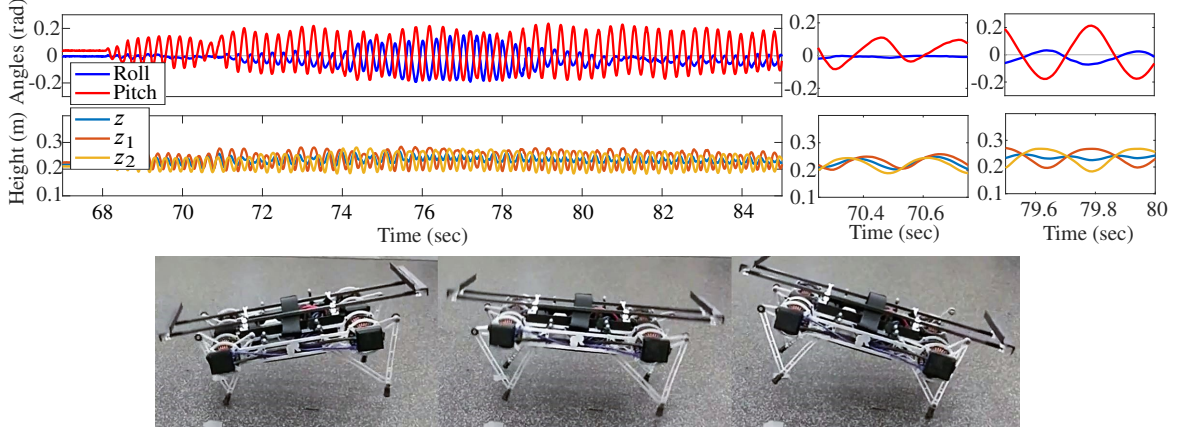 Angles (rad)
0.2
0
-0.2
Roll
Pitch
0.2
0
-0.2
0.2
0
-0.2
Height (m)
0.3
0.2
0.1
z
z1
z2
68 70 72 74 76 78 80 82 84
Time (sec)
0.3
0.2
0.1
70.4 70.6
Time (sec)
0.3
0.2
0.1
79.6 79.8 80
Time (sec)